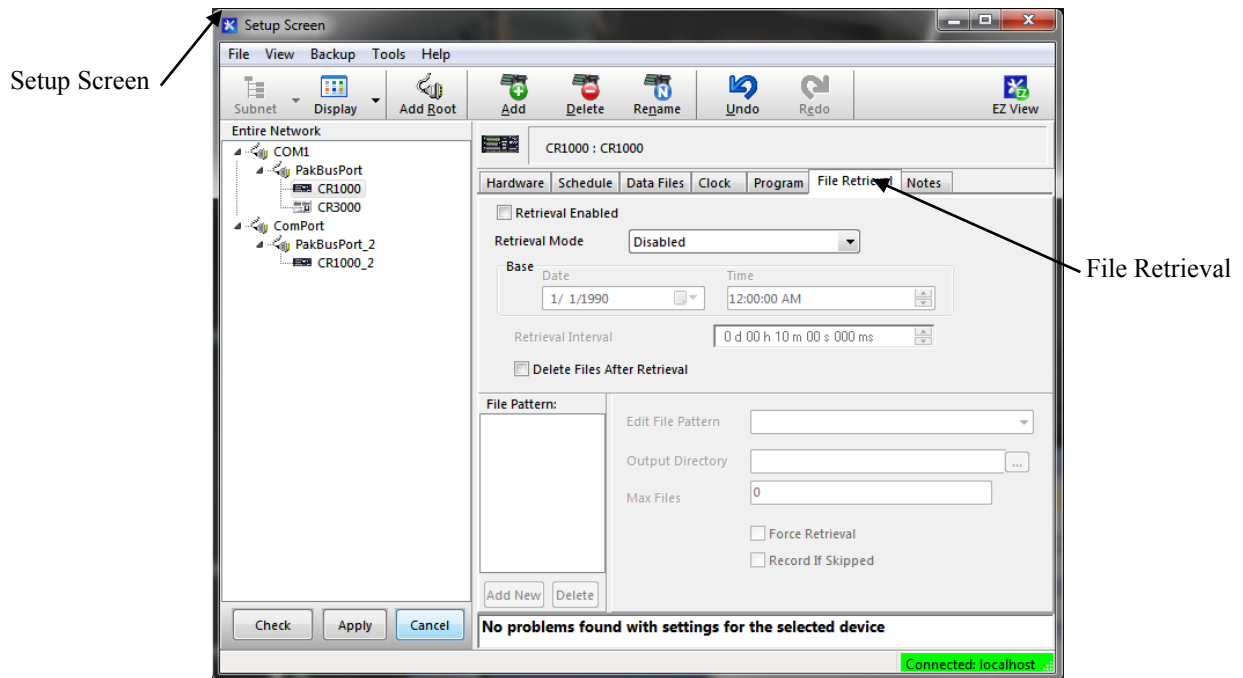 Setup Screen
Setup Screen
File View Backup Tools Help
Subnet Display Add Root Add Delete Rename Undo Redo EZ View
Entire Network
COM1
PakBusPort
CR1000
CR3000
ComPort
PakBusPort_2
CR1000_2
CR1000 : CR1000
Hardware Schedule Data Files Clock Program File Retrieval Notes
Retrieval Enabled
Retrieval Mode Disabled
Base
Date Time
1/ 1/1990 12:00:00 AM
Retrieval Interval 0 d 00 h 10 m 00 s 000 ms
Delete Files After Retrieval
File Retrieval
File Pattern:
Edit File Pattern
Output Directory ...
Max Files 0
Force Retrieval
Record If Skipped
Add New Delete
Check Apply Cancel
No problems found with settings for the selected device
Connected: localhost